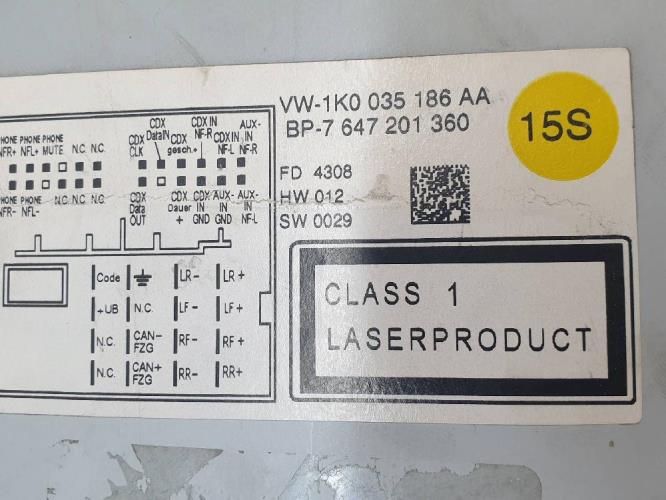 VW-1K0 035 186 AA
BP-7 647 201 360
15S
FD 4308
HW 012
SW 0029
CLASS 1
LASERPRODUCT
PHONE PHONE PHONE
NFR+ NFL+ MUTE N.C. N.C.
PHONE PHONE
NFR- NFL- N.C. N.C. N.C.
CDX CLK
CDX Data IN
CDX gesch.+
CDX IN NF-R
CDX IN NF-L
AUX- IN NF-R
CDX Data OUT
CDX Dauer +
CDX IN GND
AUX- IN GND
AUX- IN NF-L
Code LR- LR+
+UB N.C. LF- LF+
N.C. CAN- FZG RF- RF+
N.C. CAN+ FZG RR- RR+